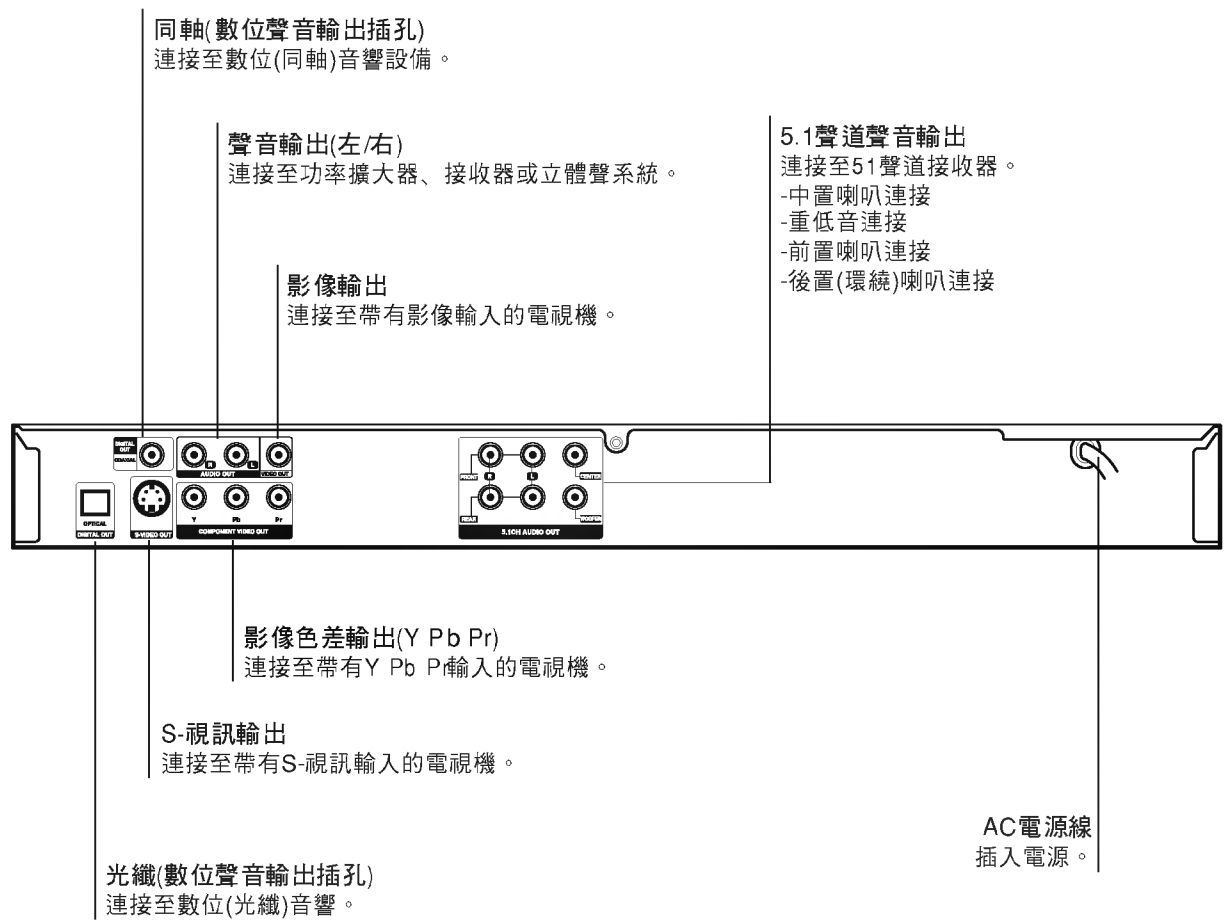 同軸(數位聲音輸出插孔)
連接至數位(同軸)音響設備。
聲音輸出(左/右)
連接至功率擴大器、接收器或立體聲系統。
5.1聲道聲音輸出
連接至51聲道接收器。
-中置喇叭連接
-重低音連接
-前置喇叭連接
-後置(環繞)喇叭連接
影像輸出
連接至帶有影像輸入的電視機。
DIGITAL
OUT
COAXIAL
R
L
AUDIO OUT
VIDEO OUT
OPTICAL
DIGITAL OUT
S-VIDEO OUT
Y
Pb
Pr
COMPONENT VIDEO OUT
FRONT
R
L
CENTER
REAR
WOOFER
5.1CH AUDIO OUT
影像色差輸出(Y Pb Pr)
連接至帶有Y Pb Pr輸入的電視機。
S-視訊輸出
連接至帶有S-視訊輸入的電視機。
AC電源線
插入電源。
光纖(數位聲音輸出插孔)
連接至數位(光纖)音響。